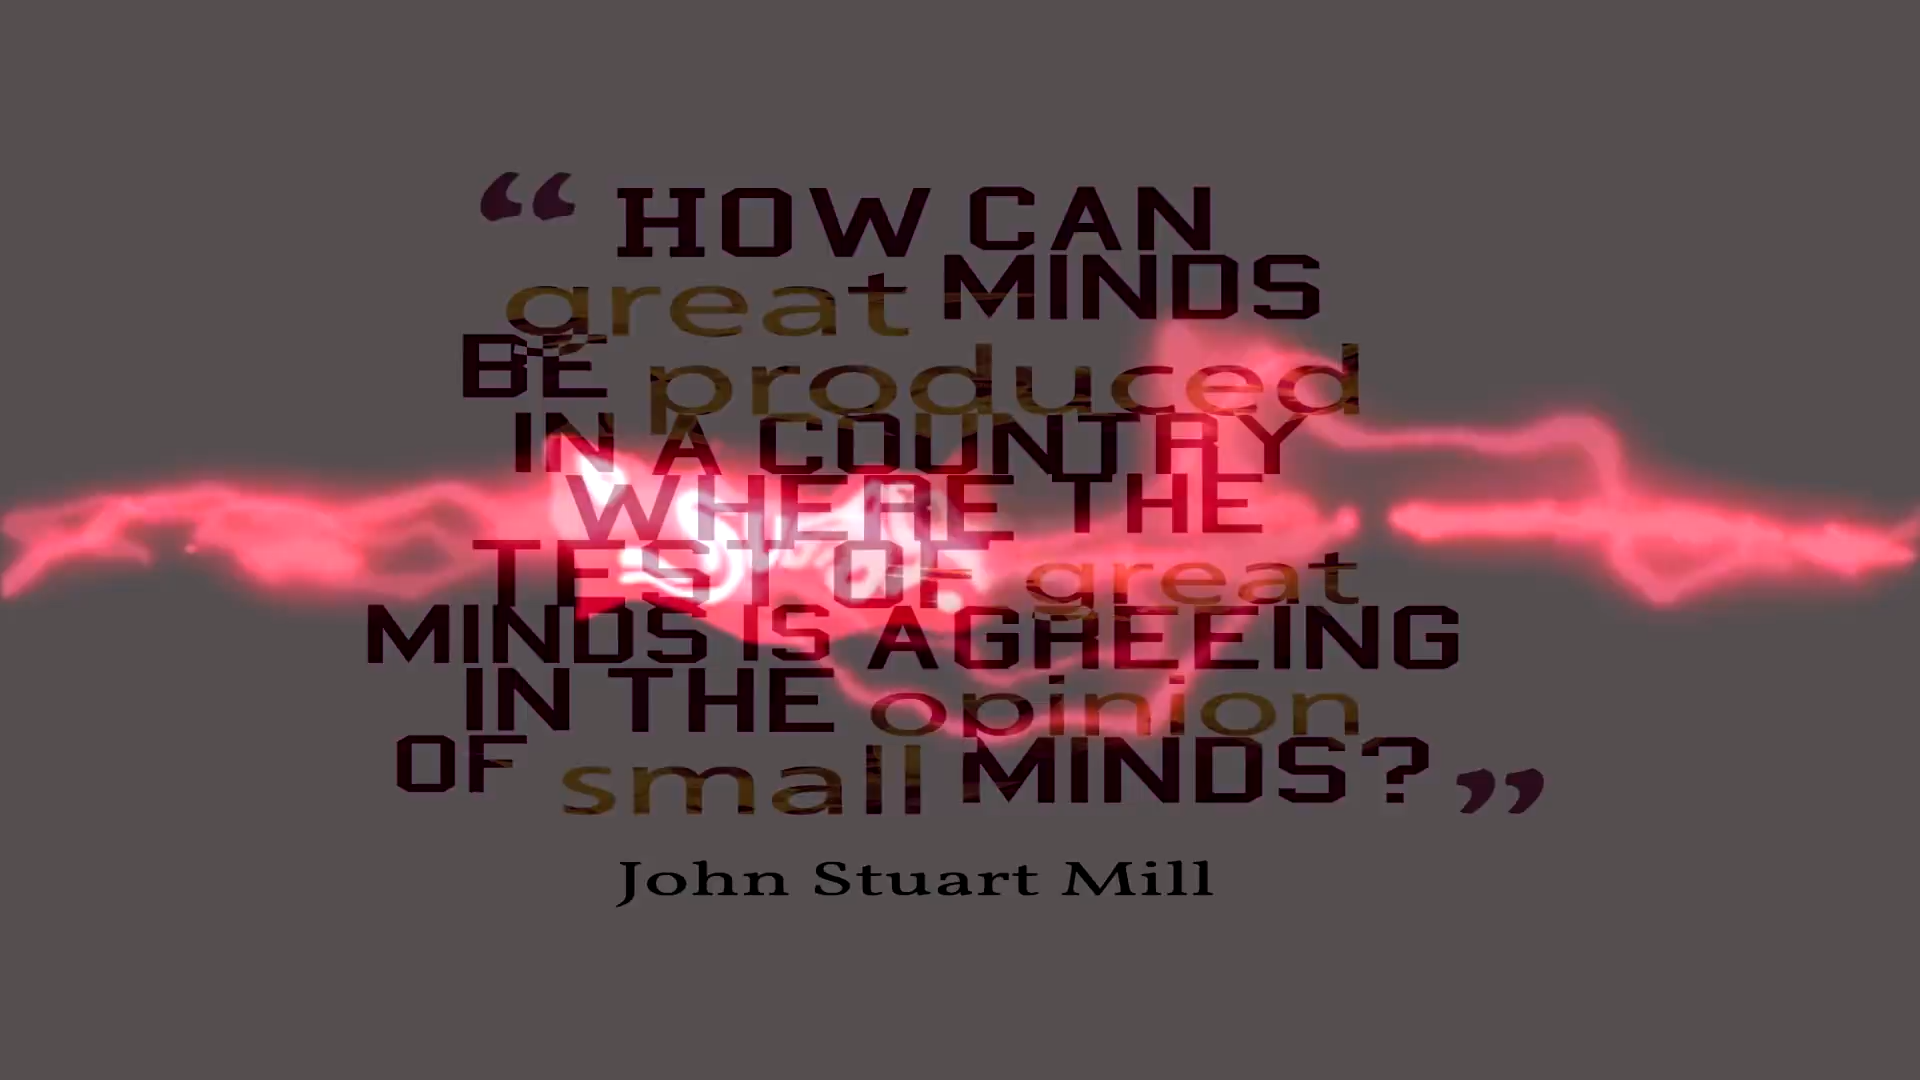 “ HOW CAN
great MINDS
BE produced
IN A COUNTRY
WHERE THE
TEST OF great
MINDS IS AGREEING
IN THE opinion
OF small MINDS? ”
John Stuart Mill